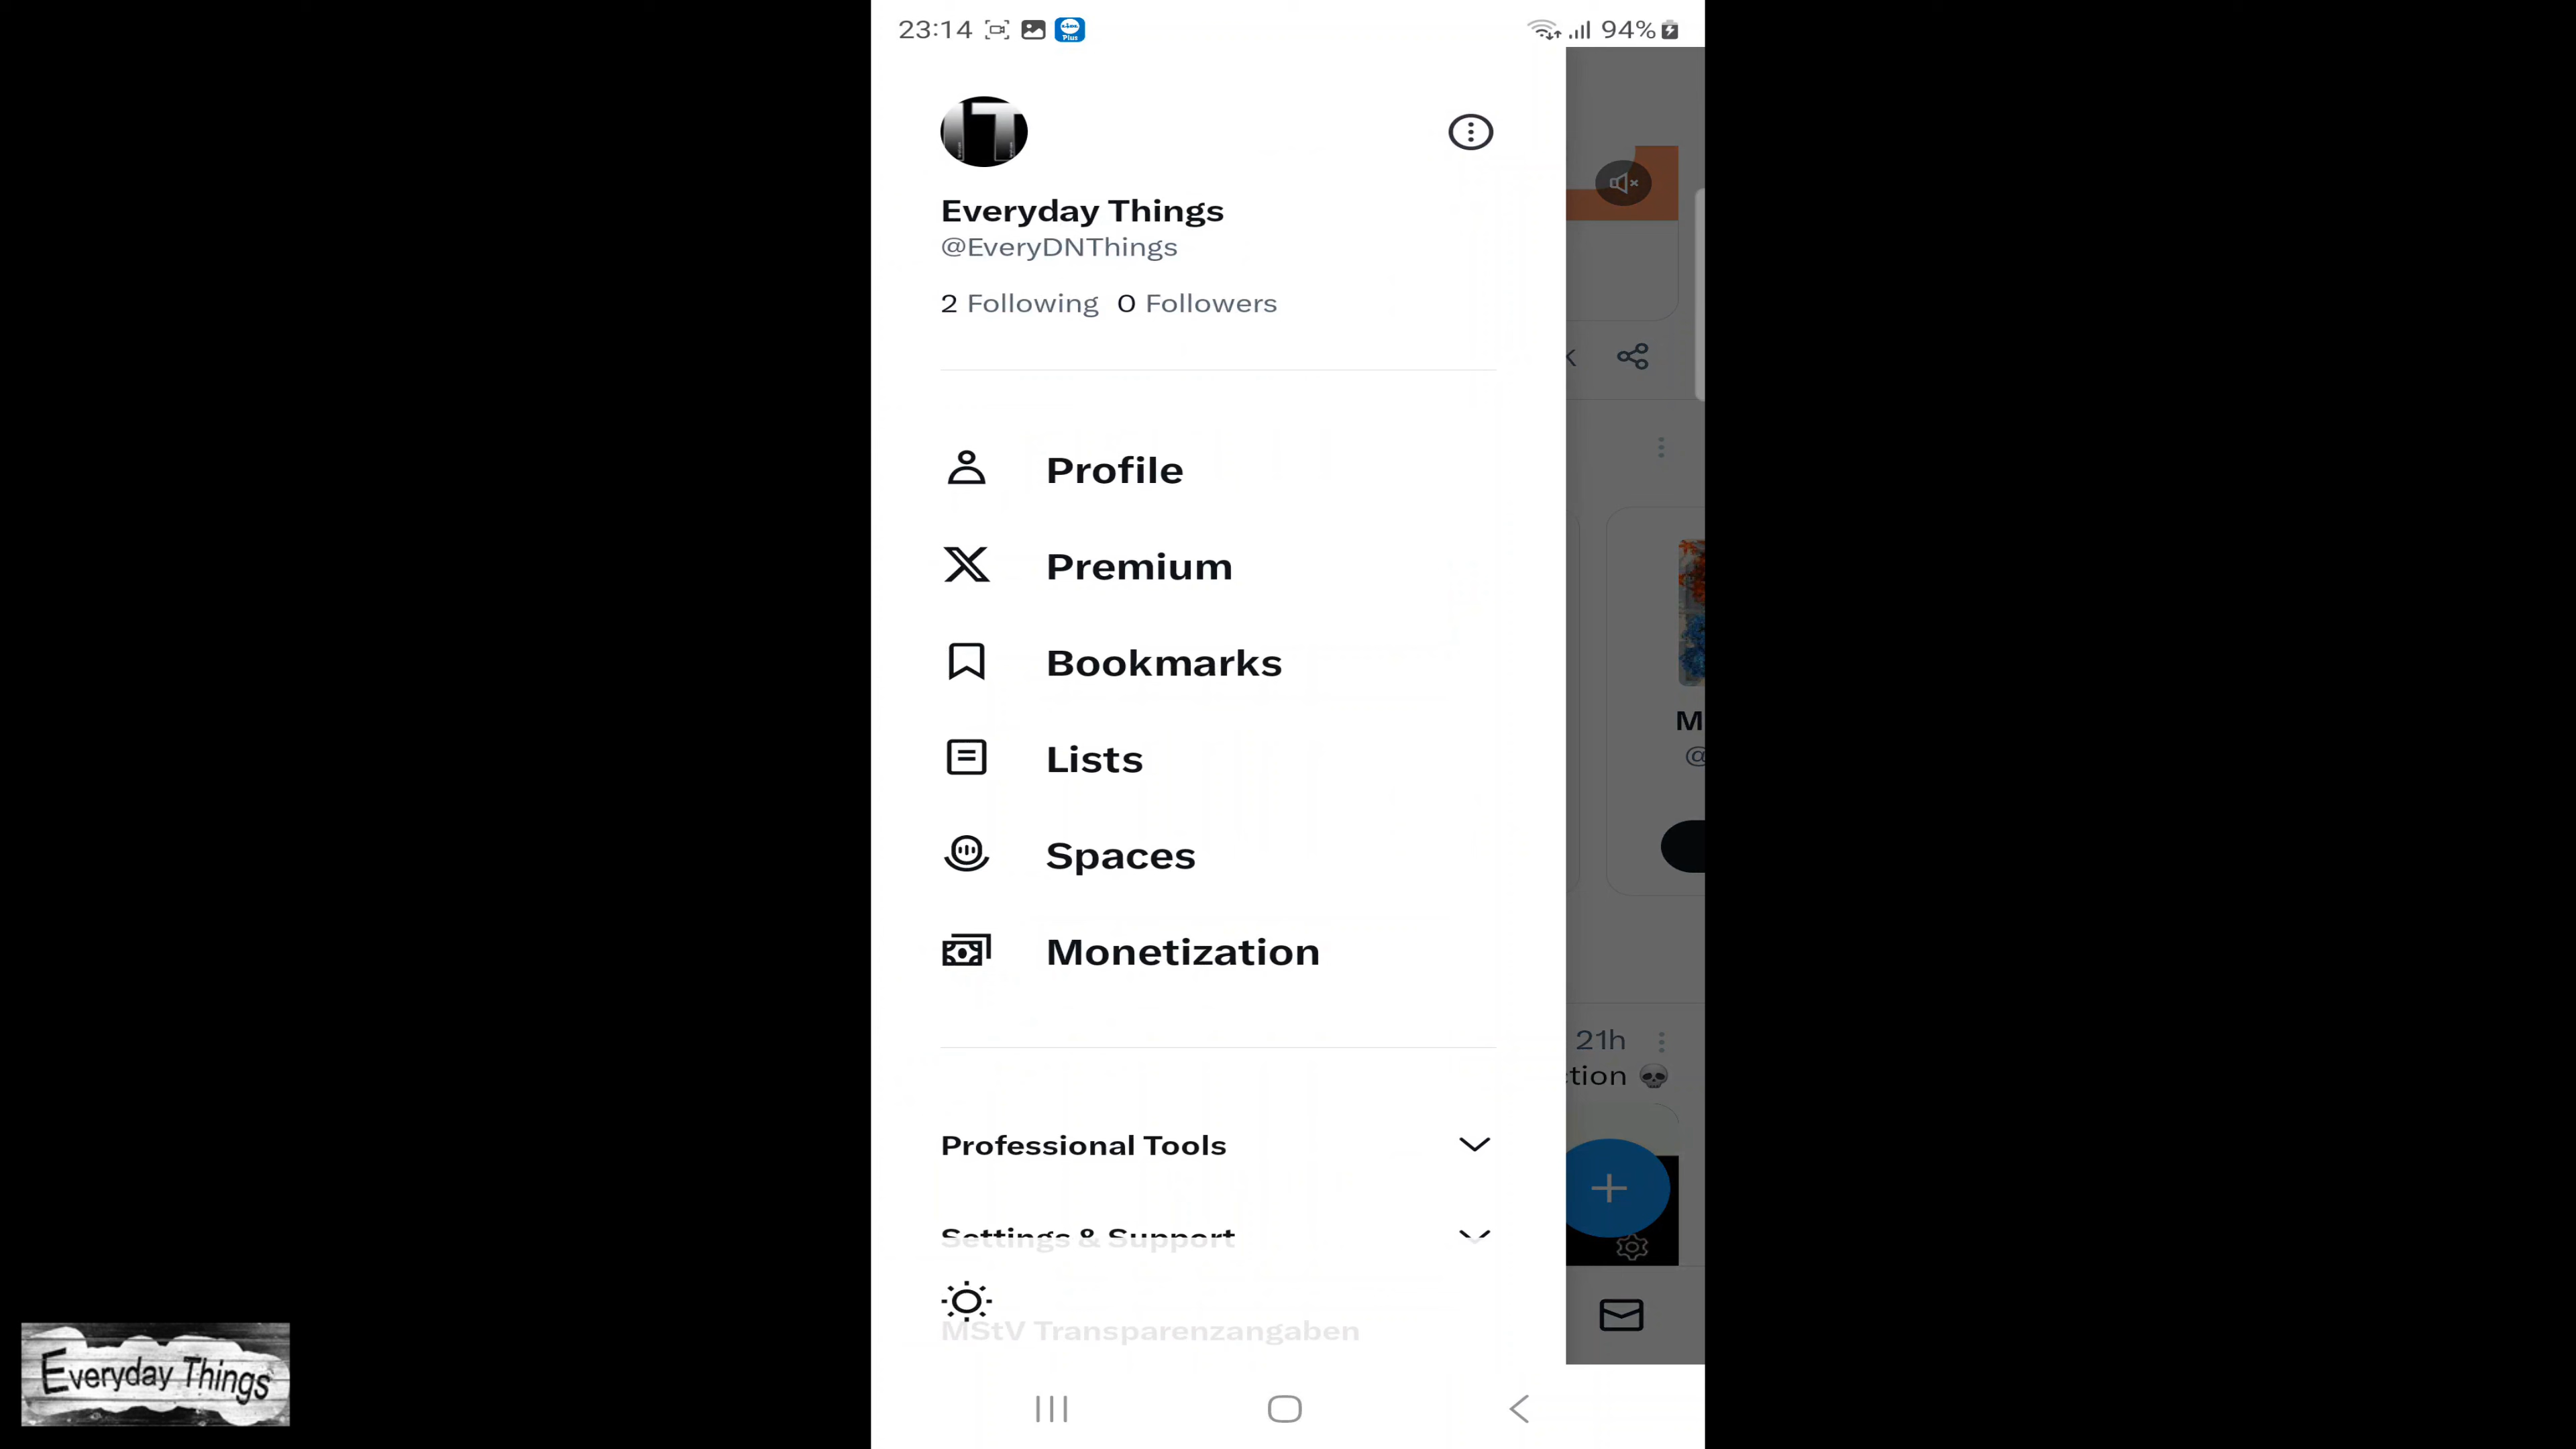 23:14
Plus
94%
Everyday Things
@EveryDNThings
2 Following 0 Followers
K
Profile
Premium
Bookmarks
M
@
Lists
Spaces
Monetization
21h
tion 💀
Professional Tools
Settings & Support
MStV Transparenzangaben
Everyday Things